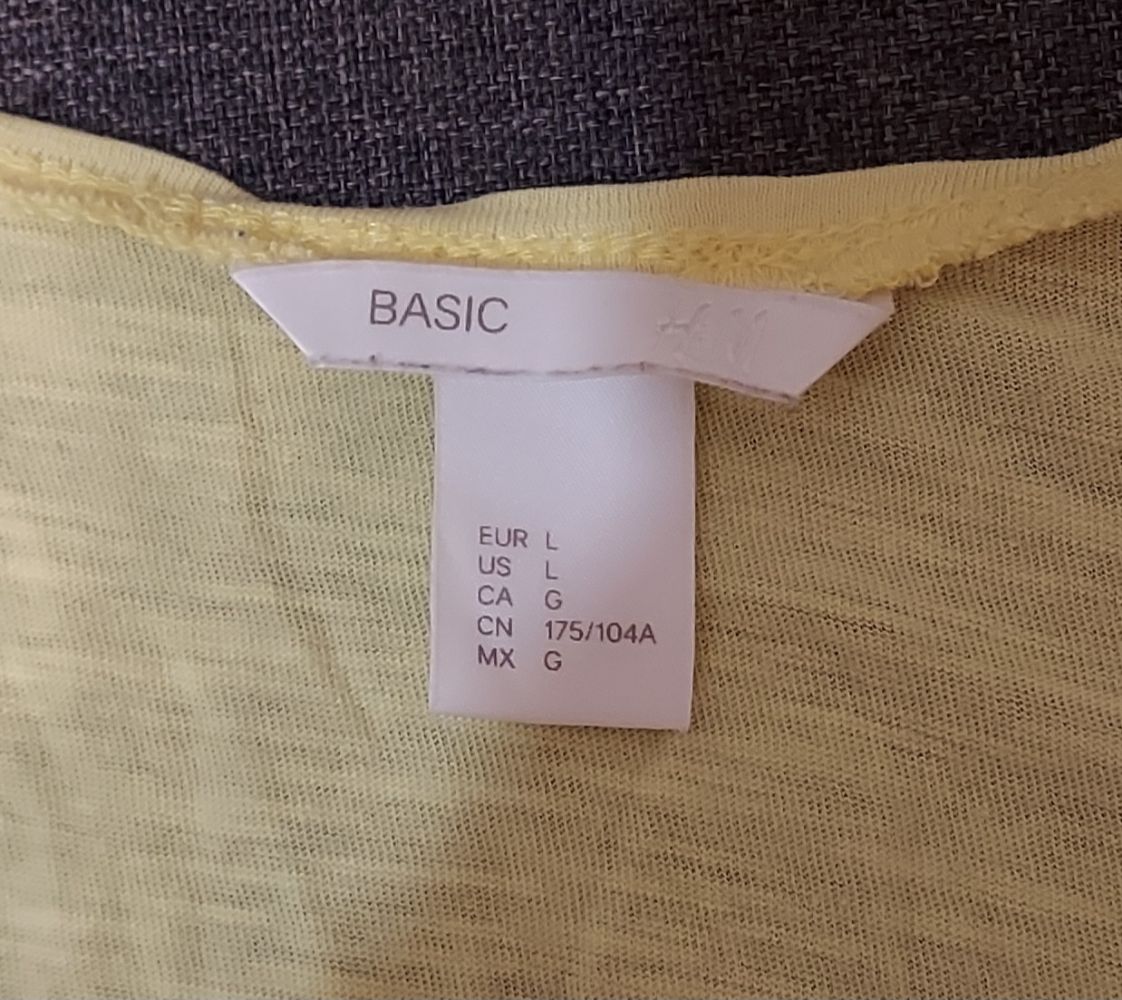 BASIC H&M
EUR L
US L
CA G
CN 175/104A
MX G